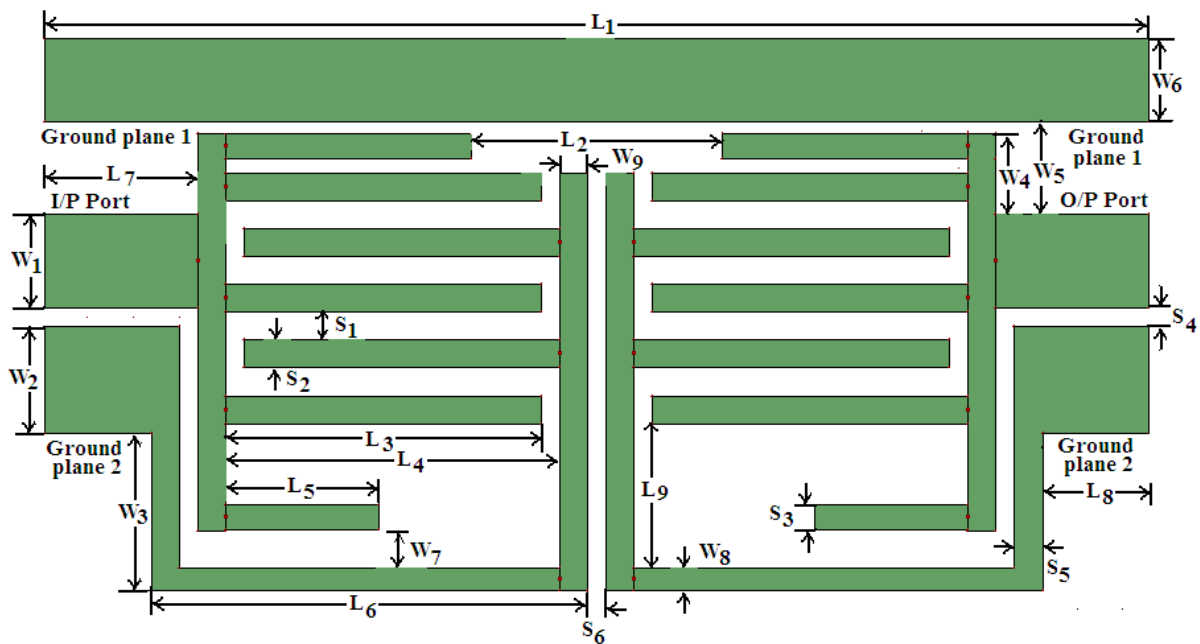 L1
W6
Ground plane 1
L2
Ground
plane 1
W9
W4
W5
L7
I/P Port
O/P Port
W1
S1
S4
W2
S2
L3
Ground
plane 2
L4
Ground
plane 2
L5
L9
L8
W3
S3
W7
W8
S5
L6
S6